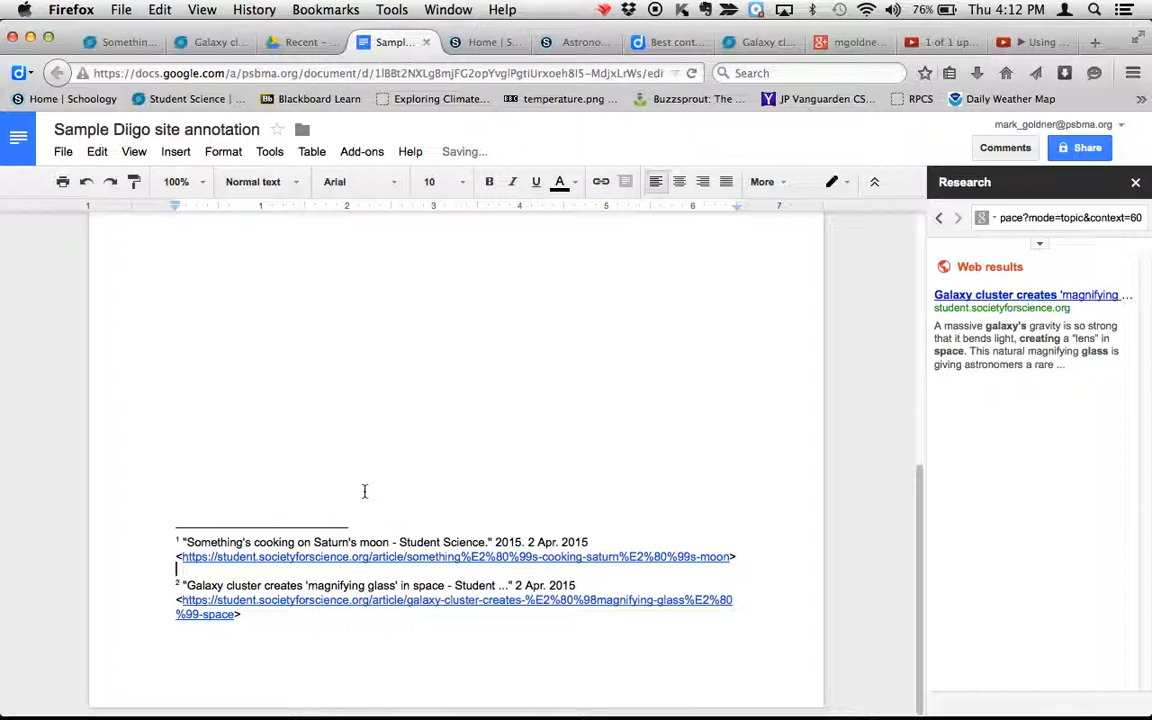 Firefox File Edit View History Bookmarks Tools Window Help 76% Thu 4:12 PM
Somethin... Galaxy cl... Recent – ... Sampl... Home | S... Astrono... Best cont... Galaxy cl... mgoldne... 1 of 1 up... Using ...
https://docs.google.com/a/psbma.org/document/d/1lBBt2NXLgBmjFG2opYvglPgtiUrxoeh8I5-MdjxLrWs/edi Search
Home | Schoology Student Science | ... Blackboard Learn Exploring Climate... temperature.png ... Buzzsprout: The ... JP Vanguarden CS... RPCS Daily Weather Map
Sample Diigo site annotation
mark_goldner@psbma.org
File Edit View Insert Format Tools Table Add-ons Help Saving...
Comments Share
100% Normal text Arial 10 B I U A More
Research
1 1 2 3 4 5 6 7
pace?mode=topic&context=60
Web results
Galaxy cluster creates 'magnifying ...
student.societyforscience.org
A massive galaxy's gravity is so strong
that it bends light, creating a "lens" in
space. This natural magnifying glass is
giving astronomers a rare ...
1 "Something's cooking on Saturn's moon - Student Science." 2015. 2 Apr. 2015
<https://student.societyforscience.org/article/something%E2%80%99s-cooking-saturn%E2%80%99s-moon>
2 "Galaxy cluster creates 'magnifying glass' in space - Student ..." 2 Apr. 2015
<https://student.societyforscience.org/article/galaxy-cluster-creates-%E2%80%98magnifying-glass%E2%80
%99-space>